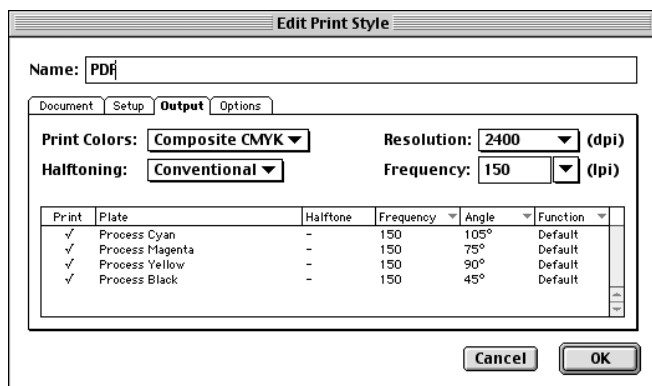 Edit Print Style
Name: PDF
Document Setup Output Options
Print Colors: Composite CMYK Resolution: 2400 (dpi)
Halftoning: Conventional Frequency: 150 (lpi)
Print Plate Halftone Frequency Angle Function
√ Process Cyan – 150 105° Default
√ Process Magenta – 150 75° Default
√ Process Yellow – 150 90° Default
√ Process Black – 150 45° Default
Cancel OK